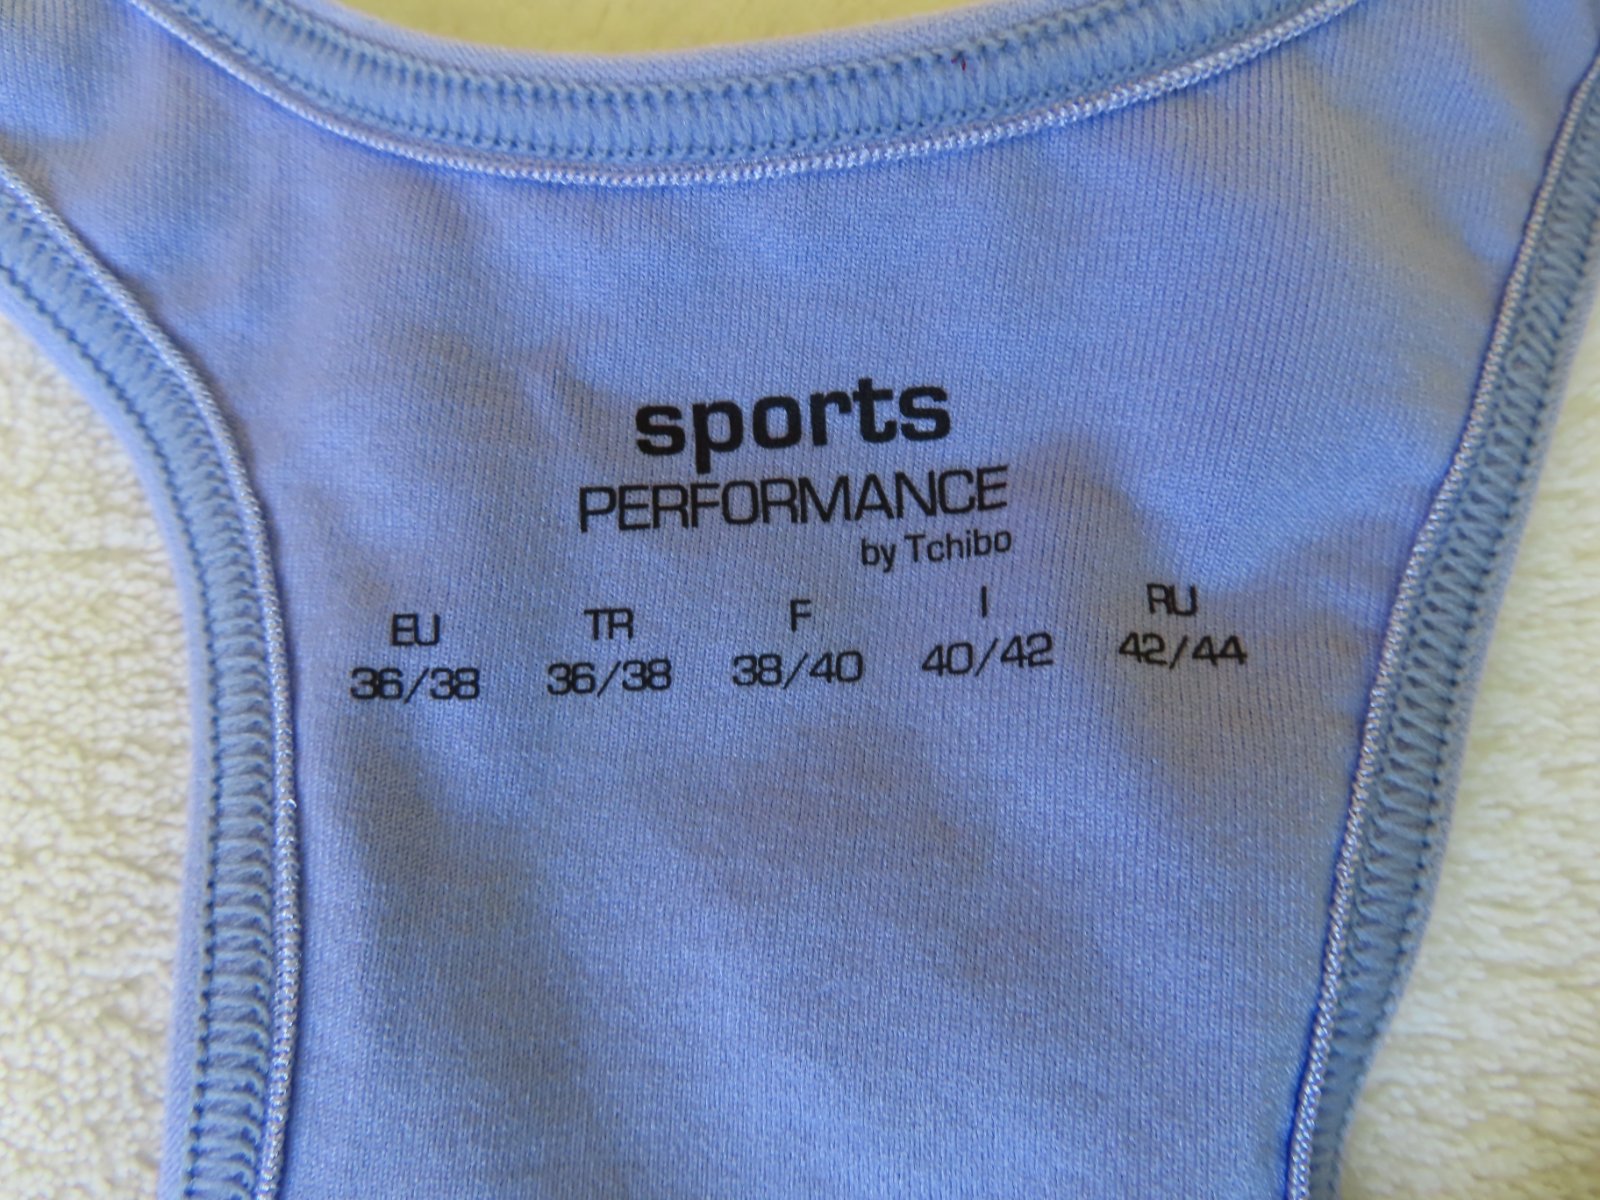 sports
PERFORMANCE
by Tchibo
EU TR F I RU
36/38 36/38 38/40 40/42 42/44